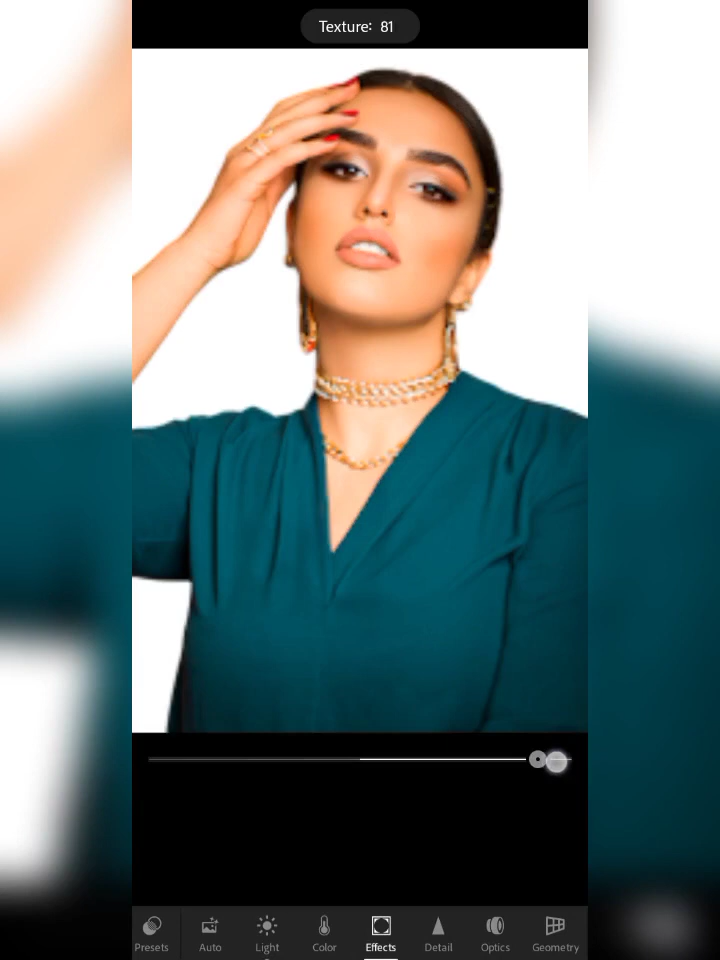 Texture: 81
Presets
Auto
Light
Color
Effects
Detail
Optics
Geometry